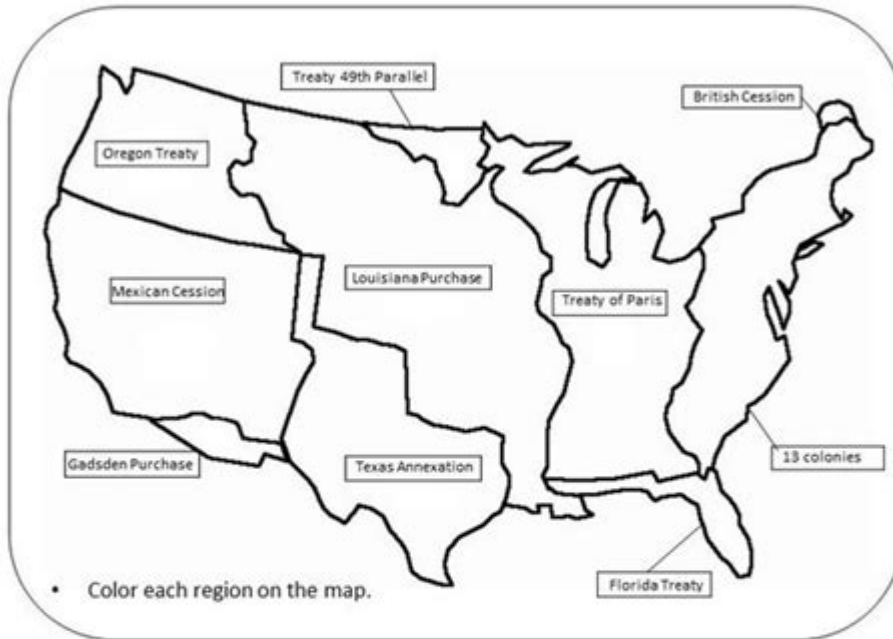 Treaty 49th Parallel
British Cession
Oregon Treaty
Mexican Cession
Louisiana Purchase
Treaty of Paris
Gadsden Purchase
Texas Annexation
13 colonies
Florida Treaty
• Color each region on the map.